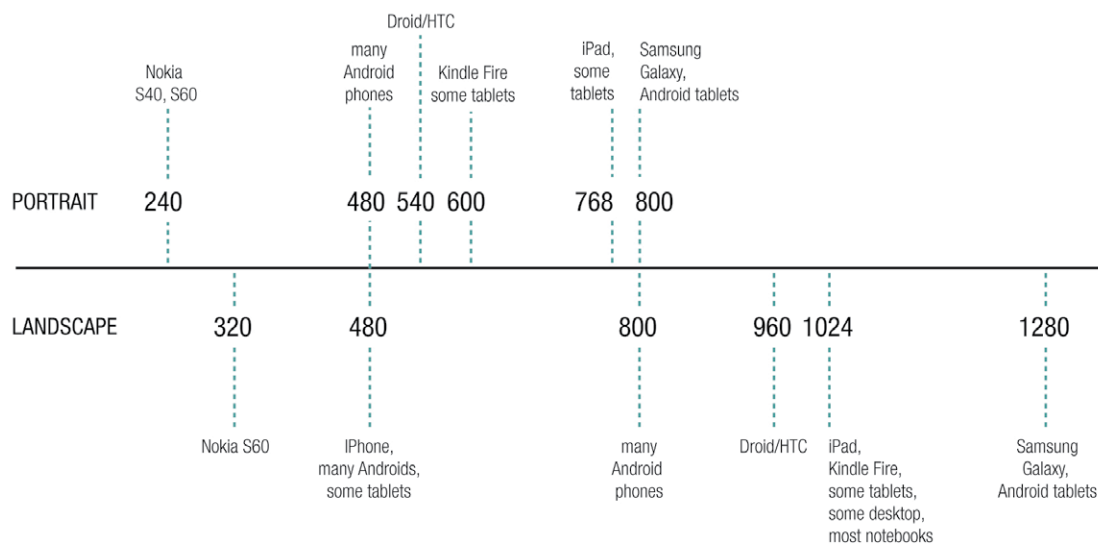 Droid/HTC
many
Android
phones
Nokia
S40, S60
Kindle Fire
some tablets
iPad,
some
tablets
Samsung
Galaxy,
Android tablets
PORTRAIT 240 480 540 600 768 800
LANDSCAPE 320 480 800 960 1024 1280
Nokia S60
IPhone,
many Androids,
some tablets
many
Android
phones
Droid/HTC
iPad,
Kindle Fire,
some tablets,
some desktop,
most notebooks
Samsung
Galaxy,
Android tablets